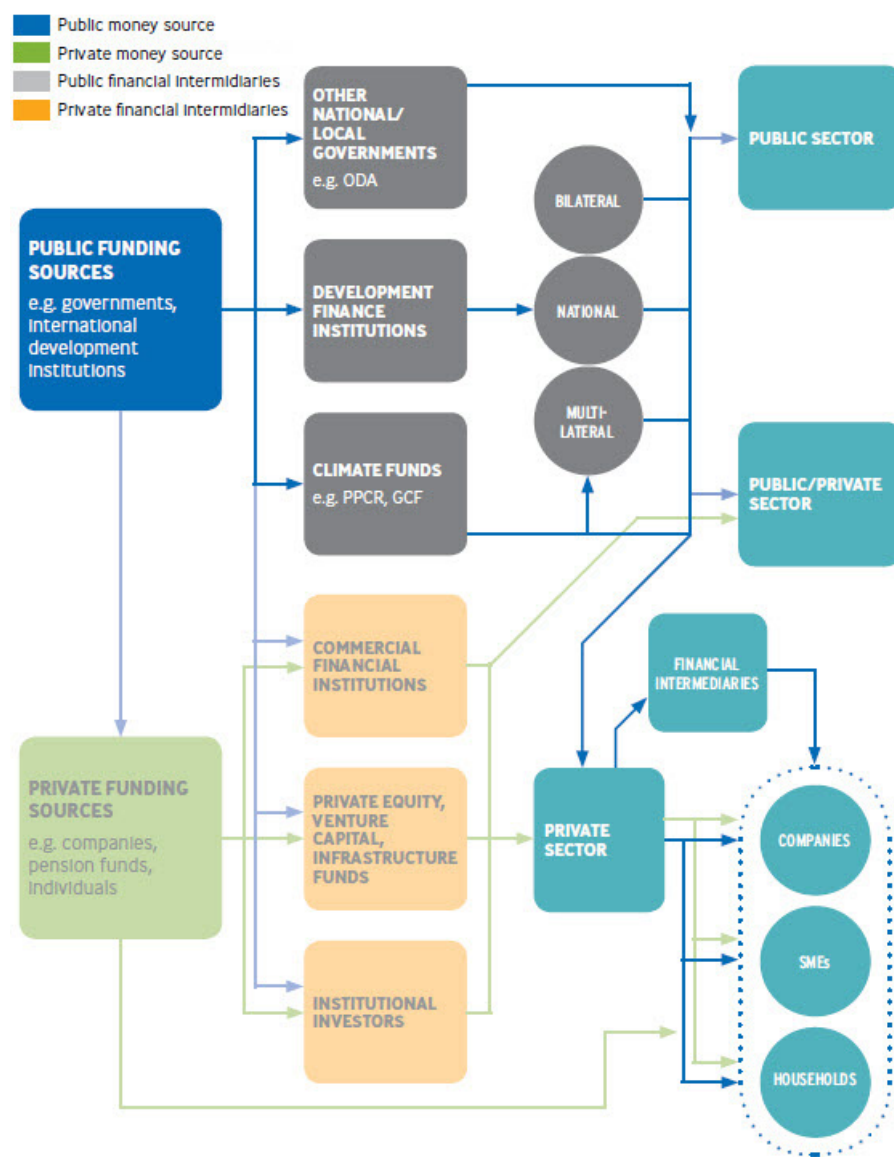 Public money source
Private money source
Public financial intermidiaries
Private financial intermidiaries
OTHER
NATIONAL/
LOCAL
GOVERNMENTS
e.g. ODA
PUBLIC SECTOR
BILATERAL
PUBLIC FUNDING
SOURCES
e.g. governments,
international
development
institutions
DEVELOPMENT
FINANCE
INSTITUTIONS
NATIONAL
MULTI-
LATERAL
CLIMATE FUNDS
e.g. PPCR, GCF
PUBLIC/PRIVATE
SECTOR
COMMERCIAL
FINANCIAL
INSTITUTIONS
FINANCIAL
INTERMEDIARIES
PRIVATE FUNDING
SOURCES
e.g. companies,
pension funds,
individuals
PRIVATE EQUITY,
VENTURE
CAPITAL,
INFRASTRUCTURE
FUNDS
PRIVATE
SECTOR
COMPANIES
SMEs
INSTITUTIONAL
INVESTORS
HOUSEHOLDS